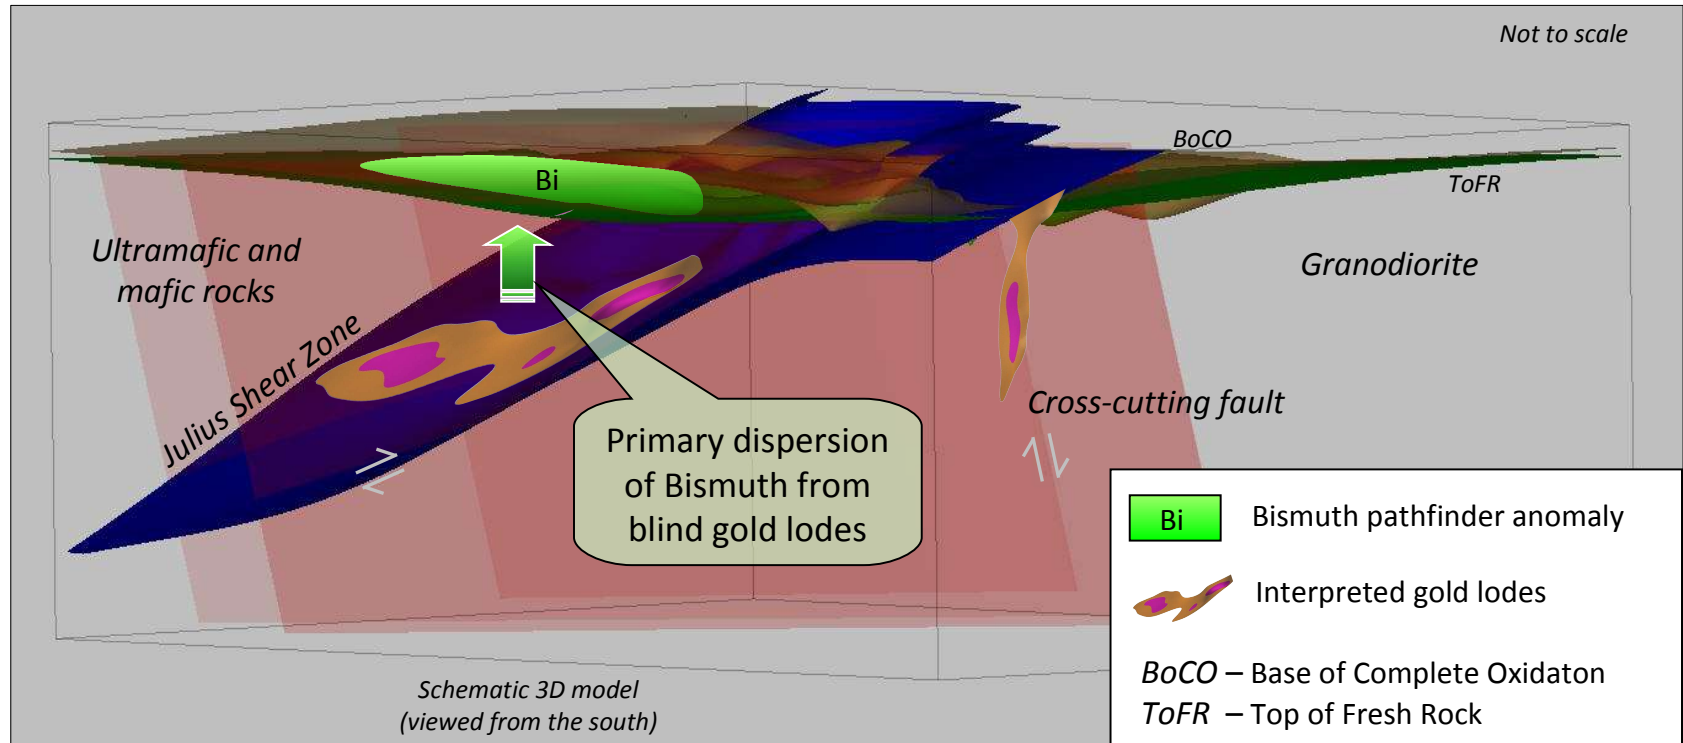 Not to scale
BoCO
ToFR
Bi
Ultramafic and
mafic rocks
Granodiorite
Julius Shear Zone
Cross-cutting fault
Primary dispersion
of Bismuth from
blind gold lodes
Bi Bismuth pathfinder anomaly
Interpreted gold lodes
BoCO – Base of Complete Oxidaton
ToFR – Top of Fresh Rock
Schematic 3D model
(viewed from the south)